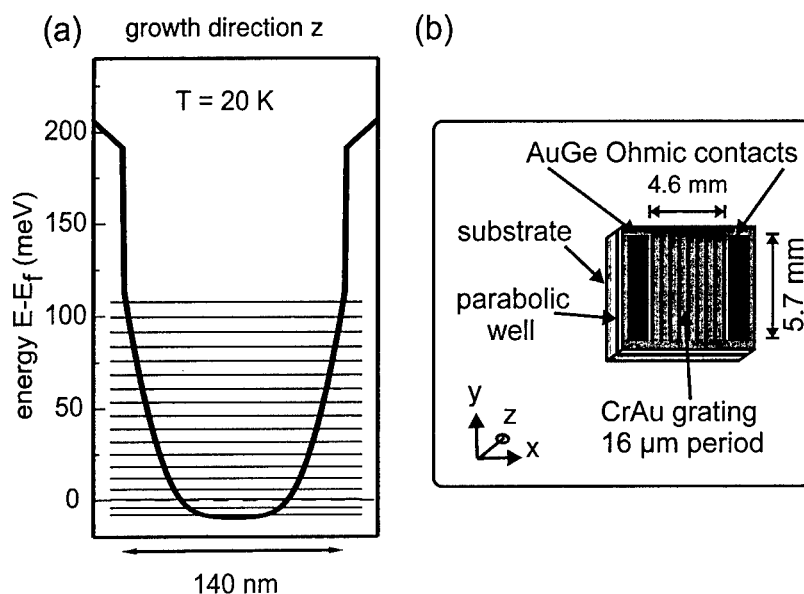 (a)
growth direction z
T = 20 K
energy E-E_f (meV)
200
150
100
50
0
140 nm
(b)
AuGe Ohmic contacts
4.6 mm
substrate
parabolic
well
5.7 mm
y
z
x
CrAu grating
16 µm period